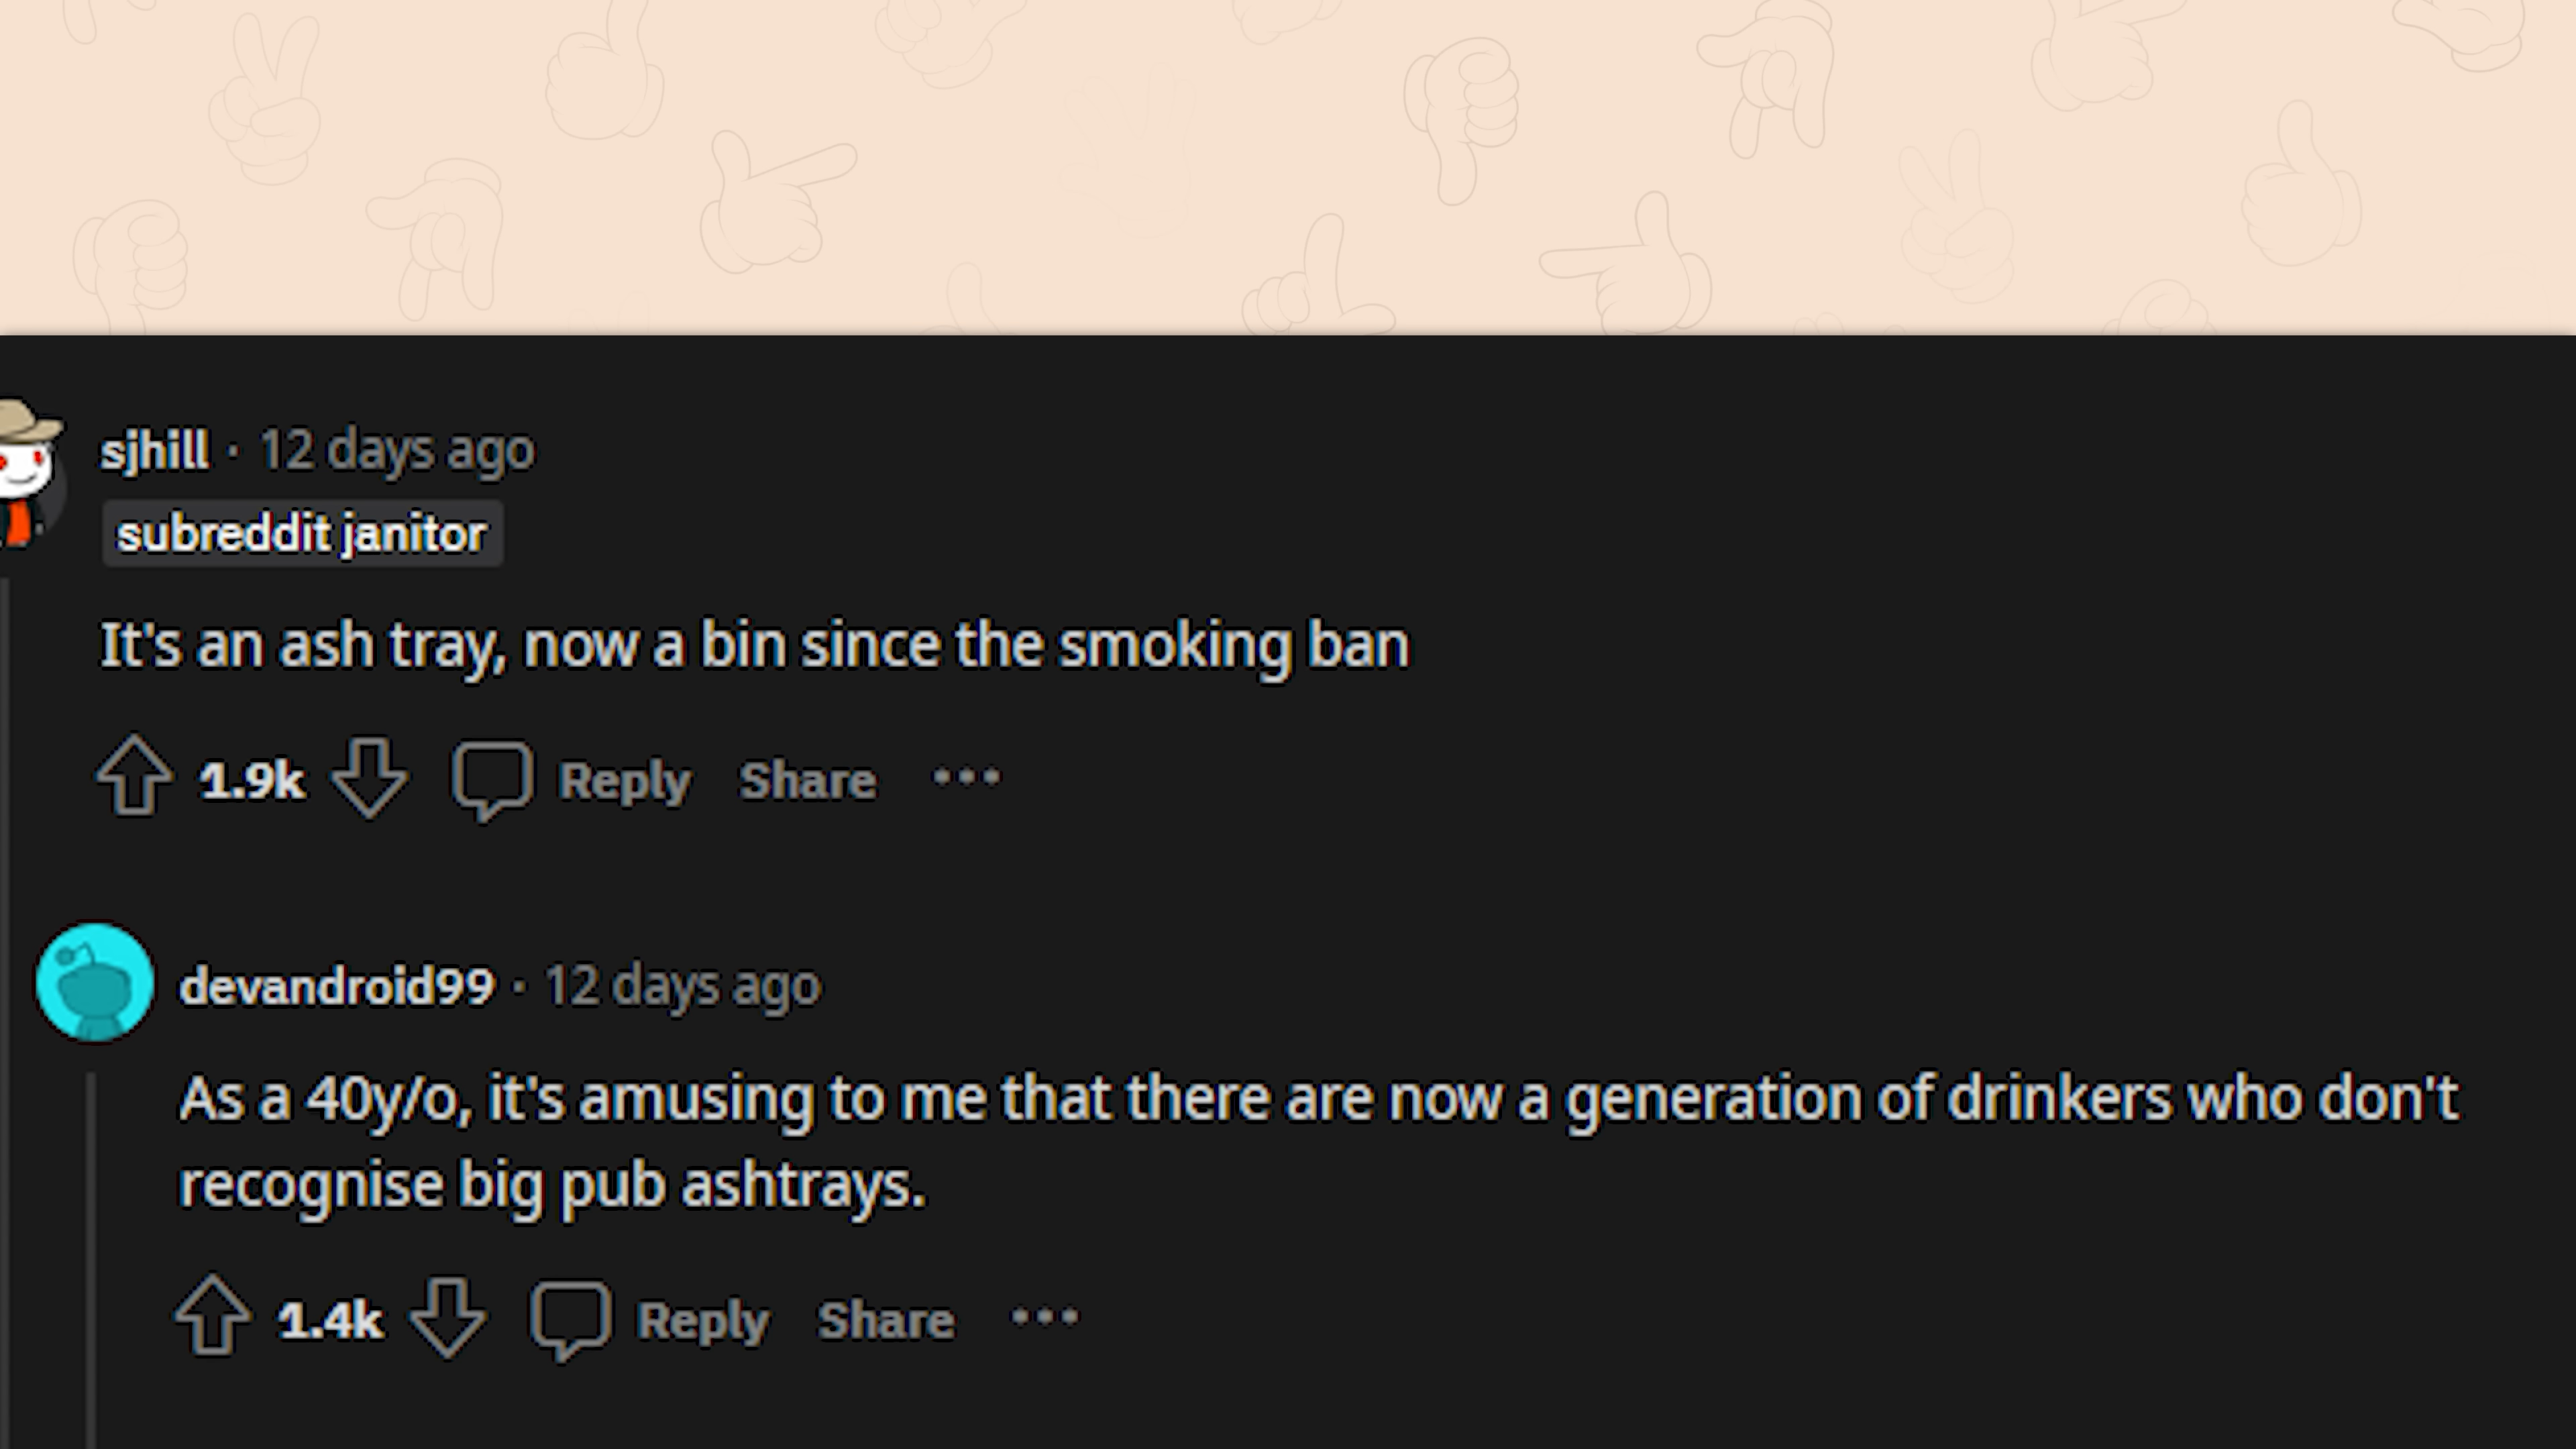 sjhill · 12 days ago
subreddit janitor
It's an ash tray, now a bin since the smoking ban
1.9k Reply Share ···
devandroid99 · 12 days ago
As a 40y/o, it's amusing to me that there are now a generation of drinkers who don't
recognise big pub ashtrays.
1.4k Reply Share ···